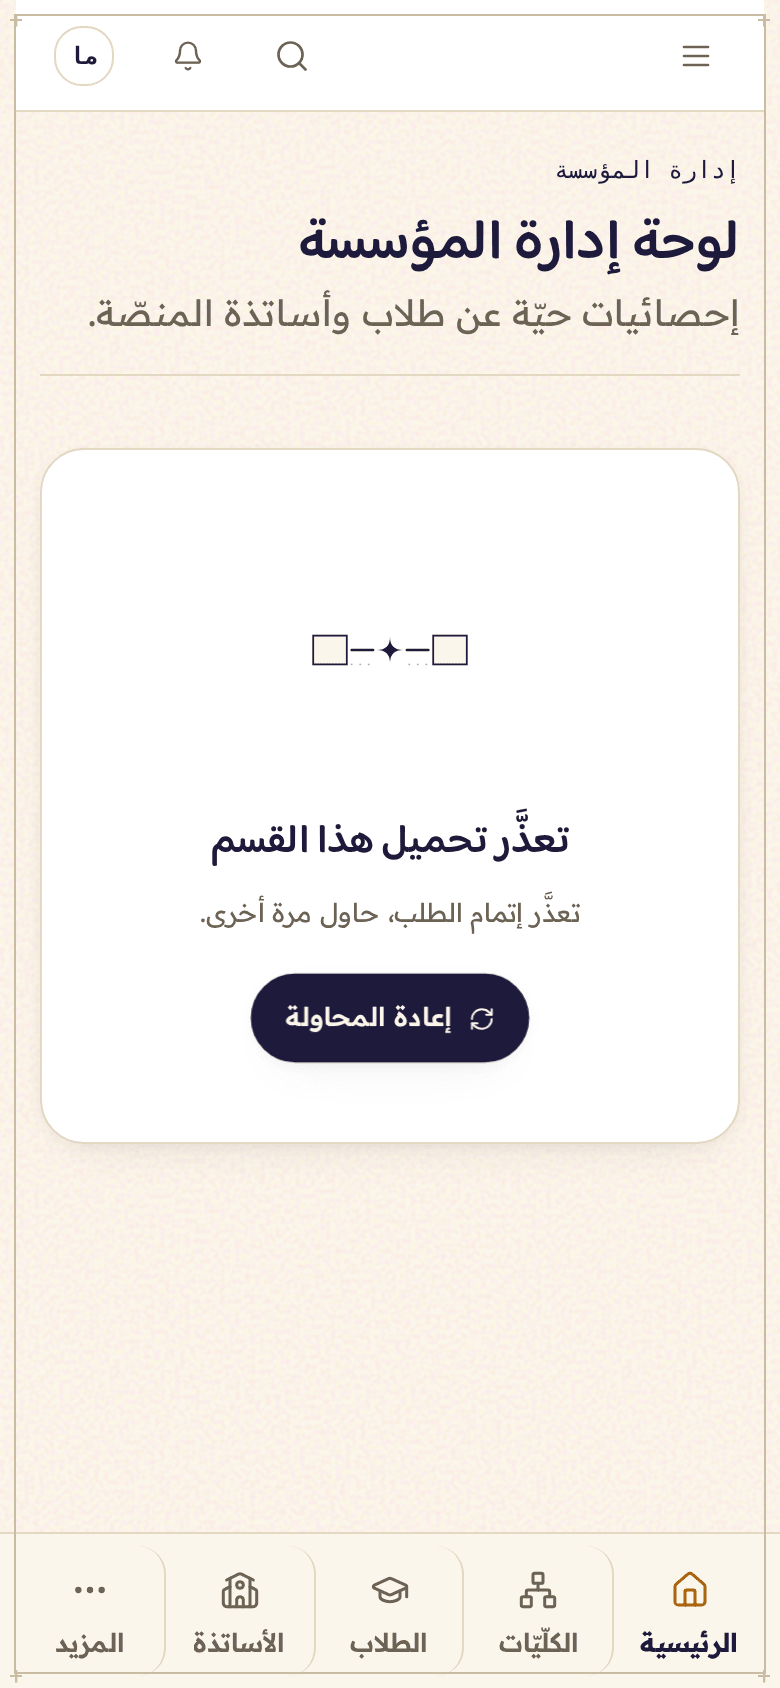 ما
إدارة المؤسسة
لوحة إدارة المؤسسة
إحصائيات حيّة عن طلاب وأساتذة المنصّة.
تعذَّر تحميل هذا القسم
تعذَّر إتمام الطلب، حاول مرة أخرى.
إعادة المحاولة
الرئيسية
الكلّيّات
الطلاب
الأساتذة
المزيد